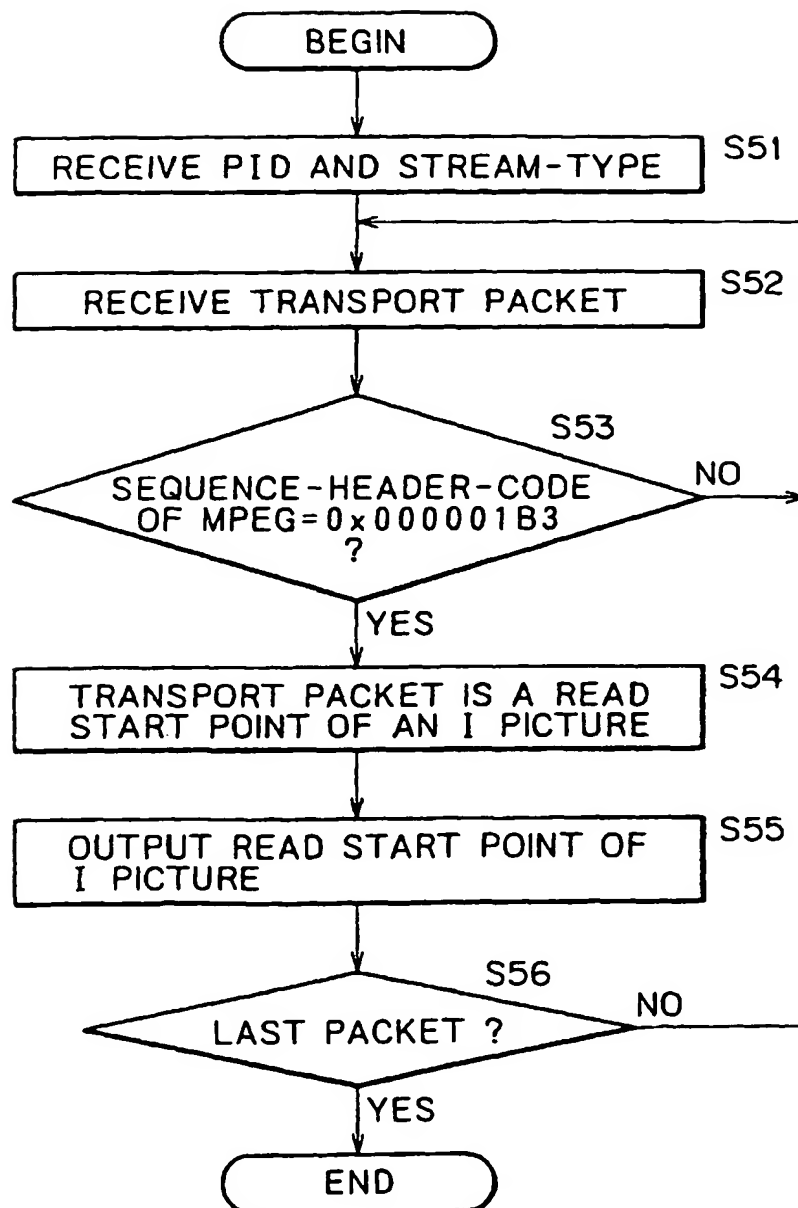 BEGIN
RECEIVE PID AND STREAM-TYPE
S51
RECEIVE TRANSPORT PACKET
S52
S53
SEQUENCE-HEADER-CODE
OF MPEG=0x000001B3
?
NO
YES
TRANSPORT PACKET IS A READ
START POINT OF AN I PICTURE
S54
OUTPUT READ START POINT OF
I PICTURE
S55
S56
LAST PACKET ?
NO
YES
END